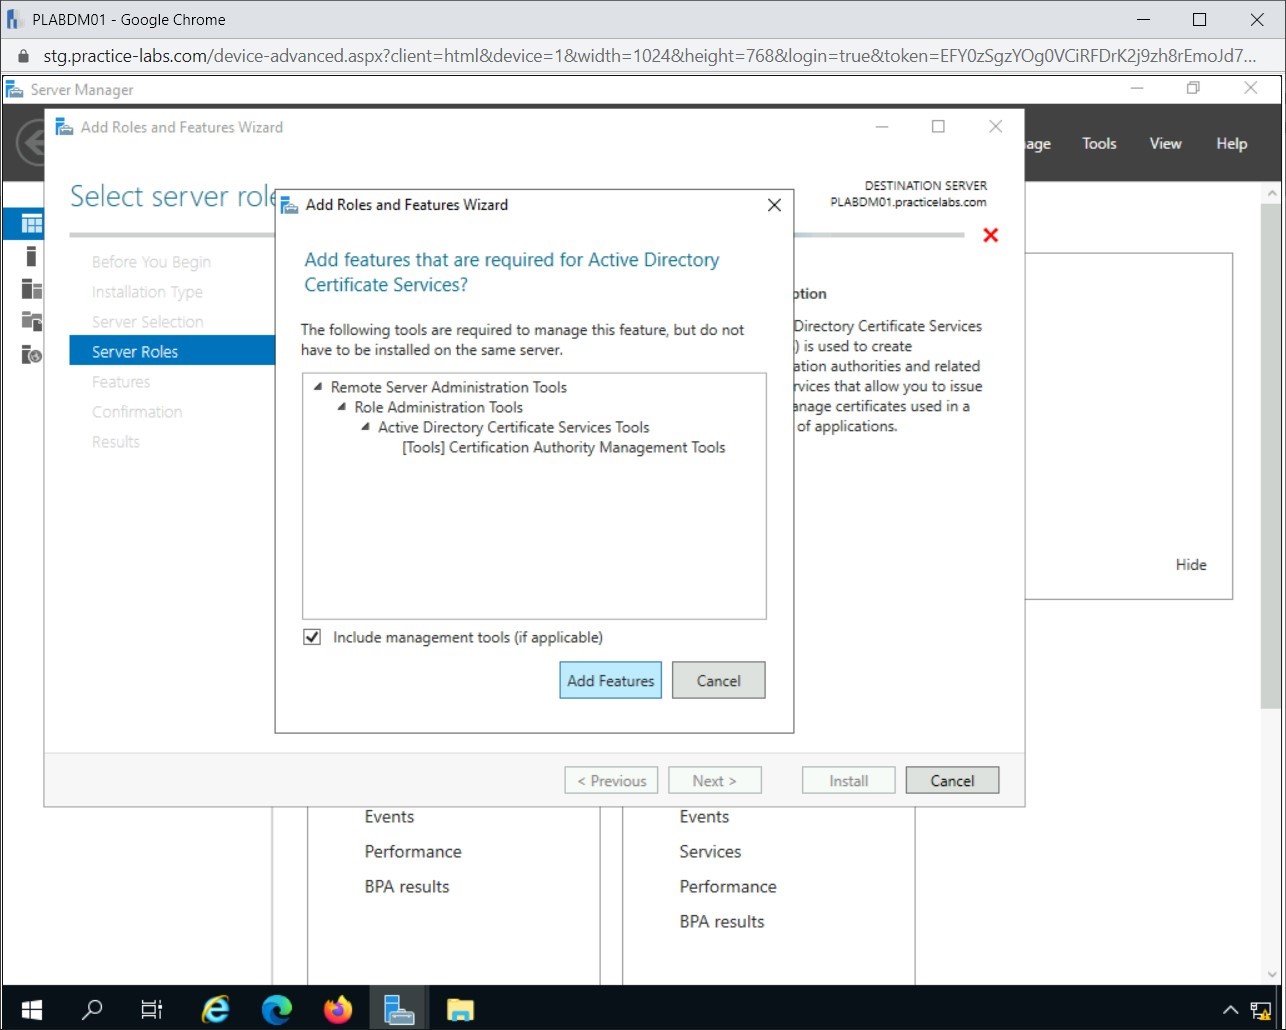 PLABDM01 - Google Chrome
stg.practice-labs.com/device-advanced.aspx?client=html&device=1&width=1024&height=768&login=true&token=EFY0zSgzYOg0VCiRFDrK2j9zh8rEmoJd7...
Server Manager
Add Roles and Features Wizard
Tools
View
Help
Select server
DESTINATION SERVER
PLABDM01.practicelabs.com
Before You Begin
Installation Type
Server Selection
Server Roles
Features
Confirmation
Results
Add Roles and Features Wizard
Add features that are required for Active Directory
Certificate Services?
The following tools are required to manage this feature, but do not
have to be installed on the same server.
Remote Server Administration Tools
Role Administration Tools
Active Directory Certificate Services Tools
[Tools] Certification Authority Management Tools
Include management tools (if applicable)
Add Features
Cancel
Directory Certificate Services
) is used to create
ation authorities and related
rvices that allow you to issue
anage certificates used in a
of applications.
Hide
< Previous
Next >
Install
Cancel
Events
Performance
BPA results
Events
Services
Performance
BPA results